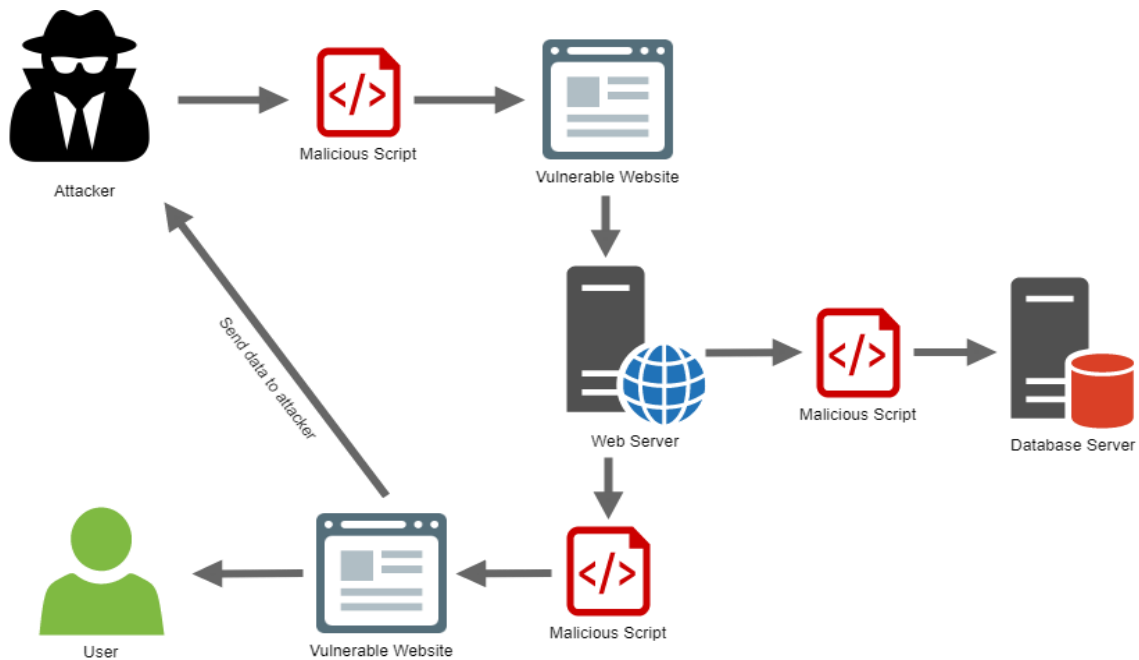 Attacker
Malicious Script
Vulnerable Website
Send data to attacker
Web Server
Malicious Script
Database Server
User
Vulnerable Website
Malicious Script